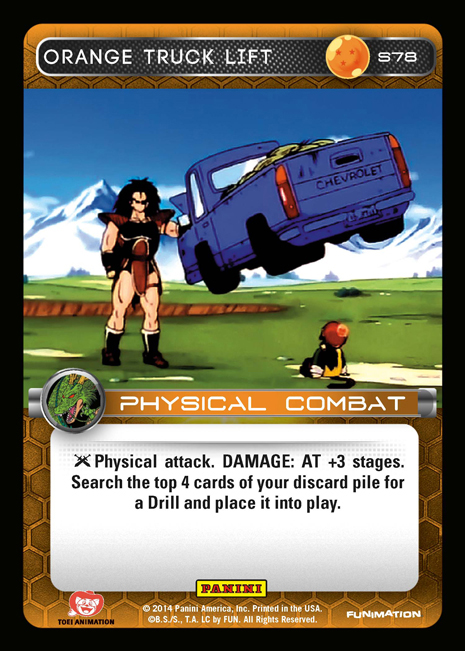 ORANGE TRUCK LIFT
S78
CHEVROLET
PHYSICAL COMBAT
Physical attack. DAMAGE: AT +3 stages.
Search the top 4 cards of your discard pile for
a Drill and place it into play.
PANINI
TOEI ANIMATION
© 2014 Panini America, Inc. Printed in the USA.
©B.S./S., T.A. LC by FUN. All Rights Reserved.
FUNIMATION